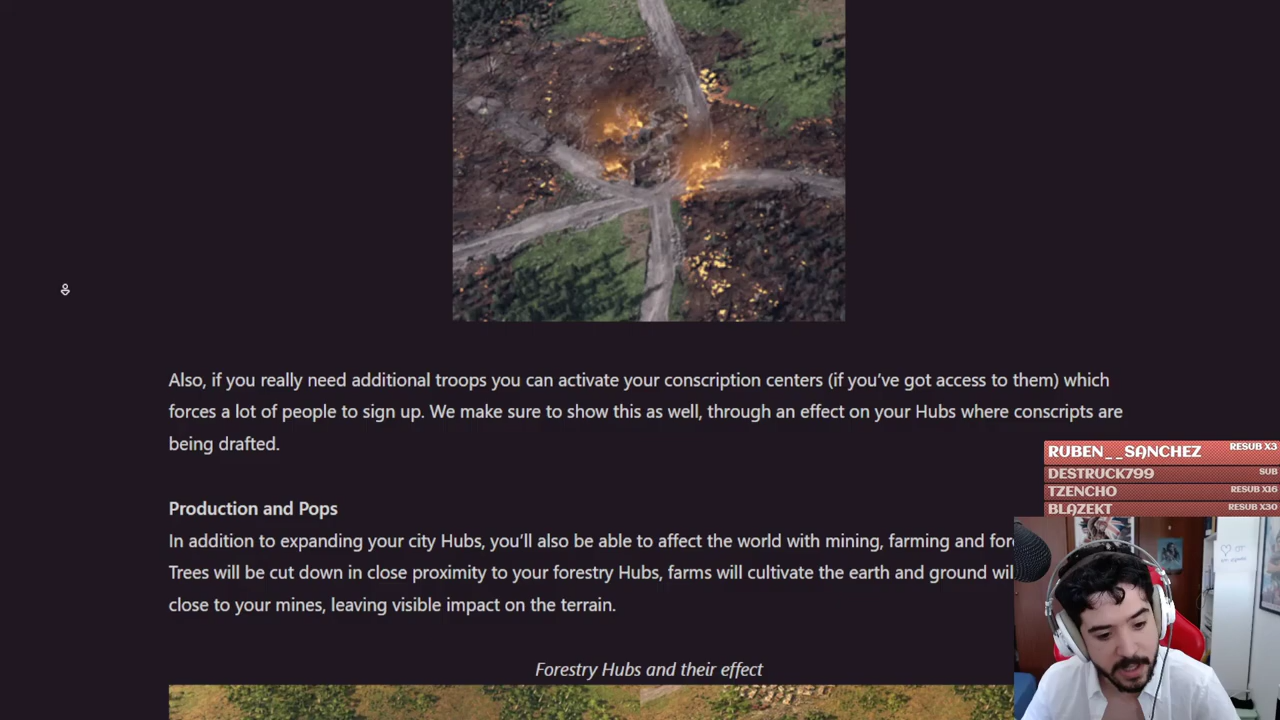 Also, if you really need additional troops you can activate your conscription centers (if you've got access to them) which
forces a lot of people to sign up. We make sure to show this as well, through an effect on your Hubs where conscripts are
being drafted.
RUBEN__SANCHEZ RESUB X3
DESTRUCK799 SUB
TZENCHO RESUB X16
BLAZEKT RESUB X30
Production and Pops
In addition to expanding your city Hubs, you'll also be able to affect the world with mining, farming and
Trees will be cut down in close proximity to your forestry Hubs, farms will cultivate the earth and ground
close to your mines, leaving visible impact on the terrain.
Forestry Hubs and their effect